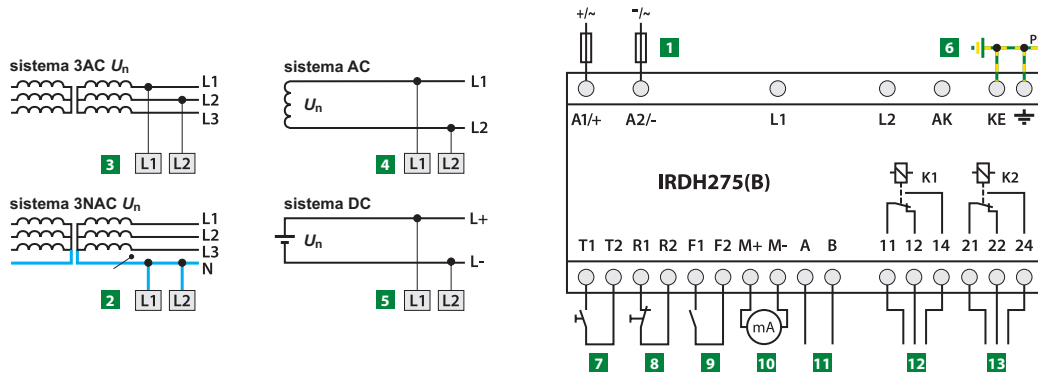 sistema 3AC Un
L1
L2
L3
3 L1 L2
sistema AC
Un
L1
L2
4 L1 L2
sistema 3NAC Un
L1
L2
L3
N
2 L1 L2
sistema DC
Un
L+
L-
5 L1 L2
+/~ -/~
1 6 P
A1/+ A2/- L1 L2 AK KE
IRDH275(B)
K1 K2
T1 T2 R1 R2 F1 F2 M+ M- A B 11 12 14 21 22 24
mA
7 8 9 10 11 12 13